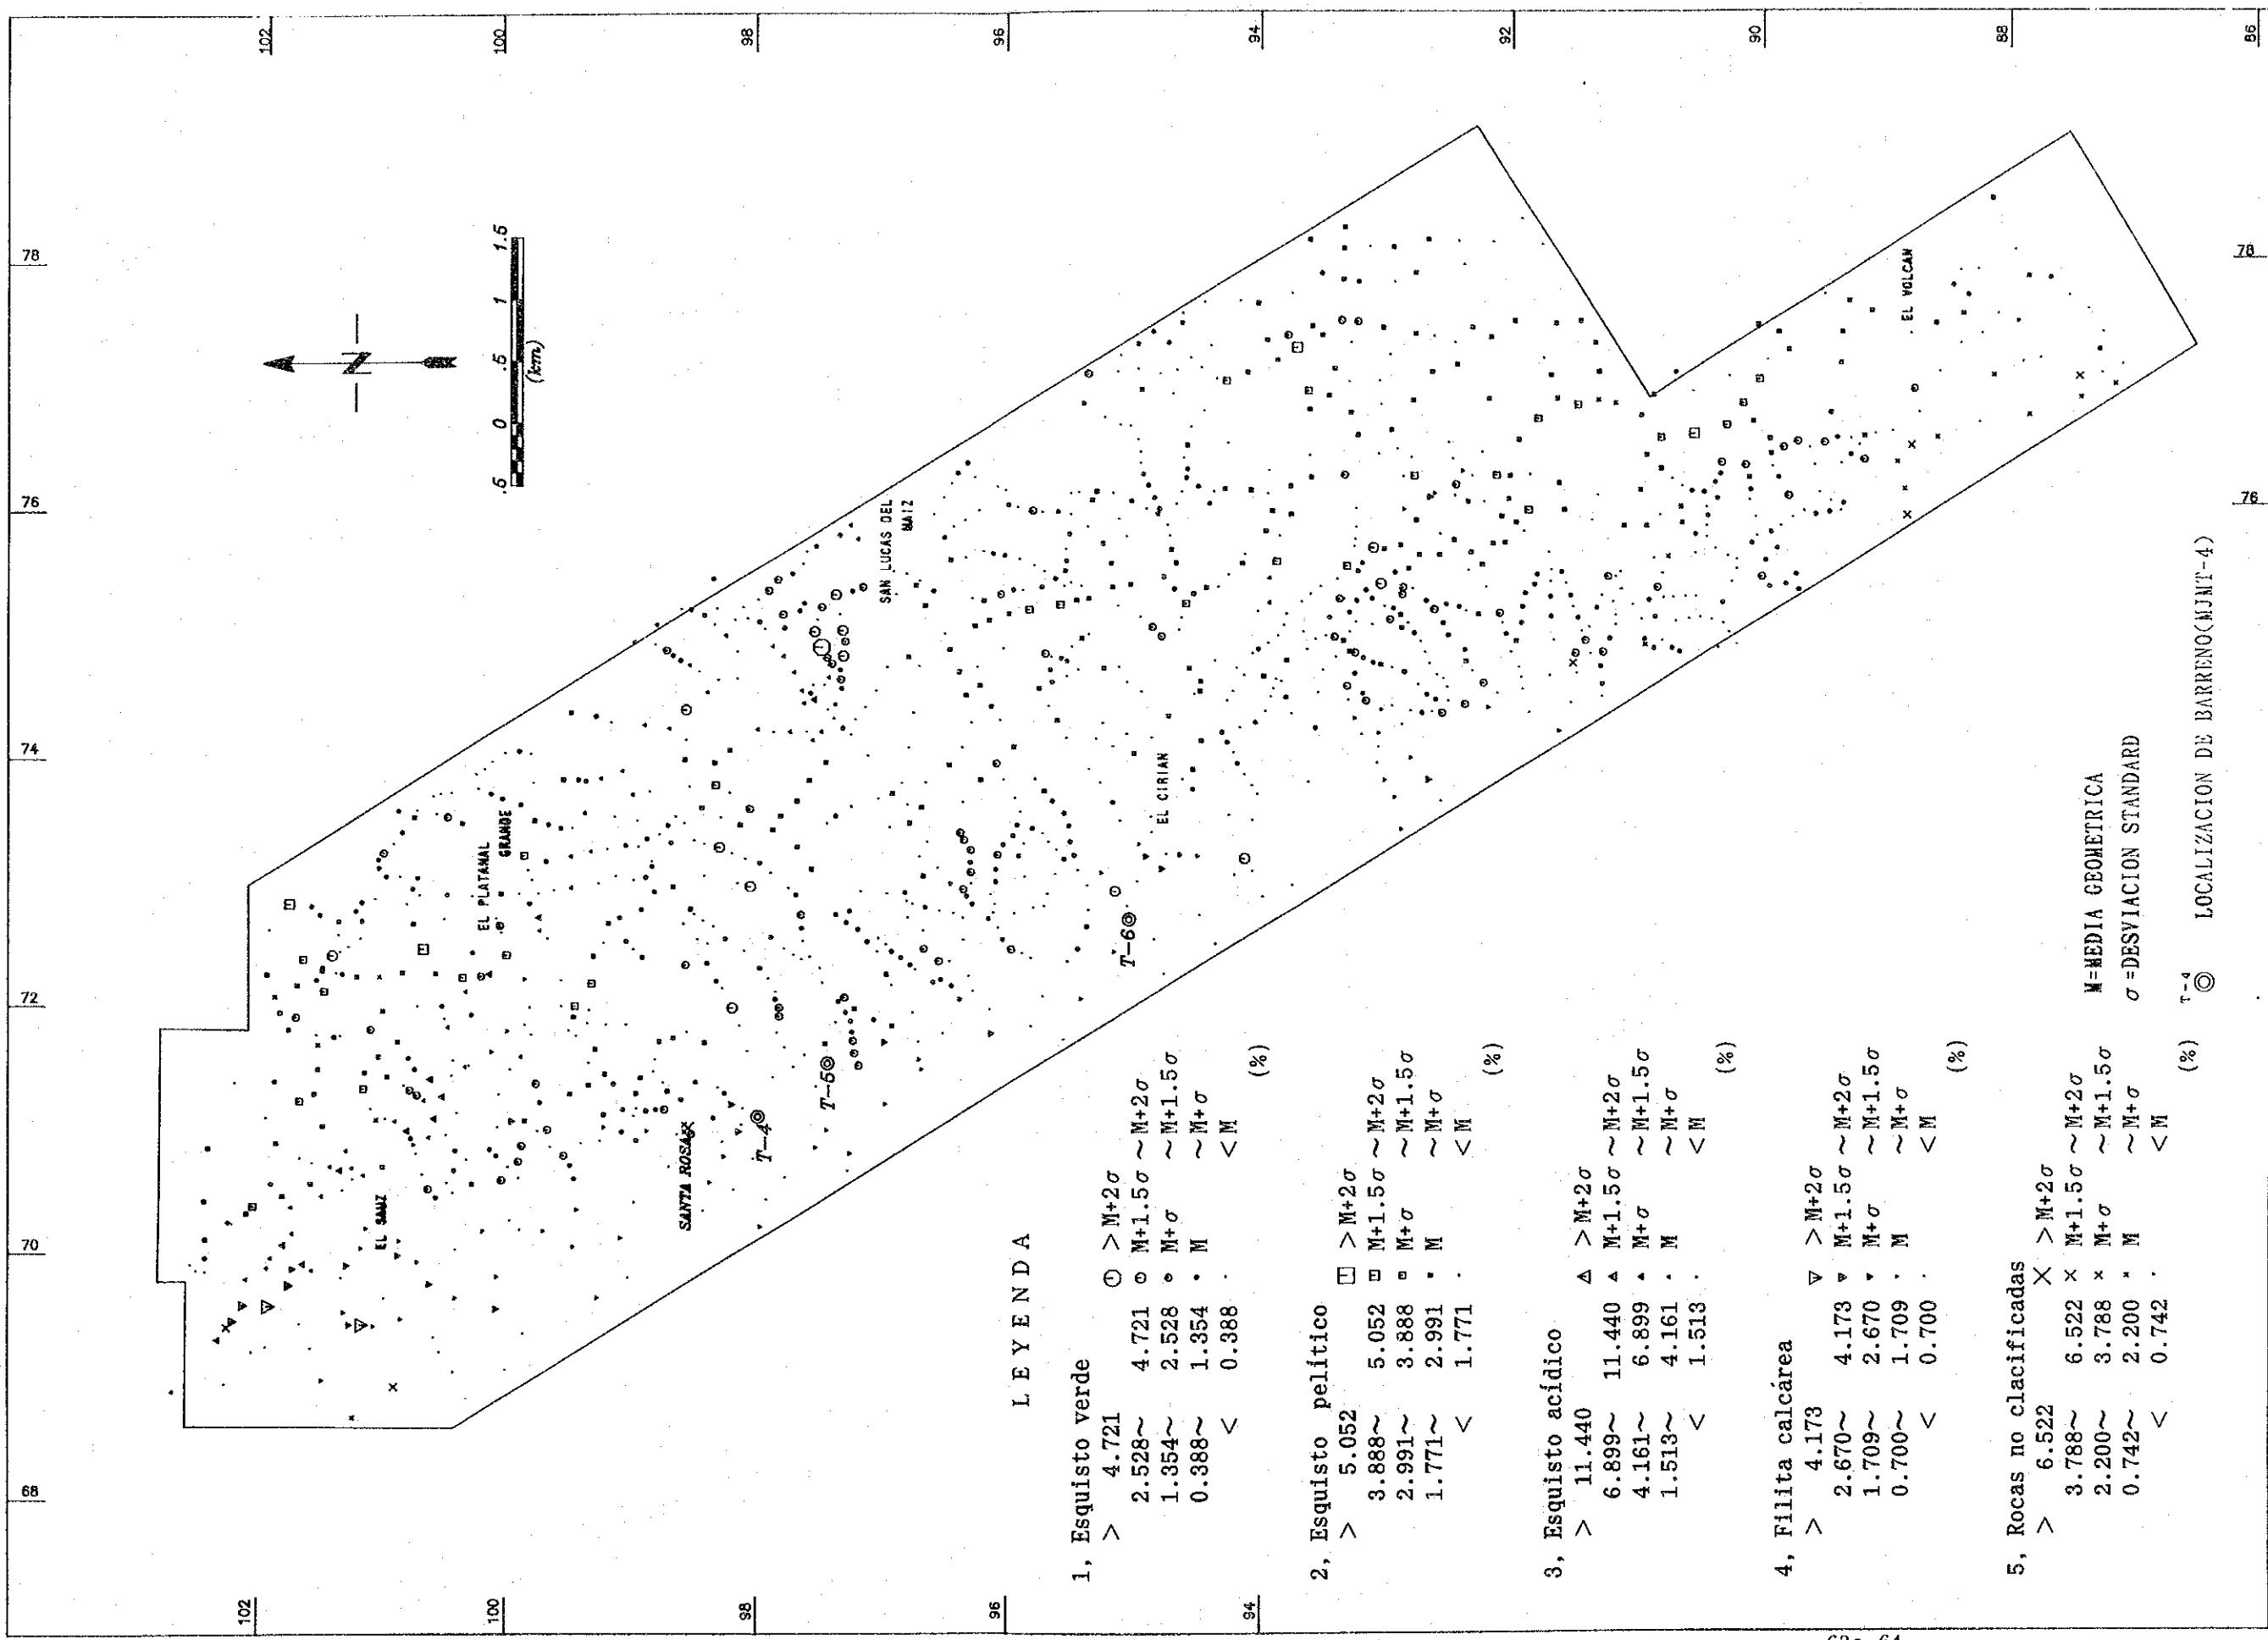 68
70
72
74
76
78
102
100
98
96
94
92
90
88
86
102
100
98
96
94
76
78
N
.5 0 .5 1 1.5
(km)
EL SAUZ
EL PLATANAL
GRANDE
SANTA ROSA
SAN LUCAS DEL
MAIZ
EL CIRIAN
EL VOLCAN
T-4
T-5
T-6
LEYENDA
1, Esquisto verde
> 4.721 > M+2σ
2.528~ 4.721 M+1.5σ ~M+2σ
1.354~ 2.528 M+σ ~M+1.5σ
0.388~ 1.354 M ~M+σ
< 0.388 <M
(%)
2, Esquisto pelítico
> 5.052 > M+2σ
3.888~ 5.052 M+1.5σ ~M+2σ
2.991~ 3.888 M+σ ~M+1.5σ
1.771~ 2.991 M ~M+σ
< 1.771 <M
(%)
3, Esquisto acídico
> 11.440 > M+2σ
6.899~ 11.440 M+1.5σ ~M+2σ
4.161~ 6.899 M+σ ~M+1.5σ
1.513~ 4.161 M ~M+σ
< 1.513 <M
(%)
4, Filita calcárea
> 4.173 > M+2σ
2.670~ 4.173 M+1.5σ ~M+2σ
1.709~ 2.670 M+σ ~M+1.5σ
0.700~ 1.709 M ~M+σ
< 0.700 <M
(%)
5, Rocas no clacificadas
> 6.522 > M+2σ
3.788~ 6.522 M+1.5σ ~M+2σ
2.200~ 3.788 M+σ ~M+1.5σ
0.742~ 2.200 M ~M+σ
< 0.742 <M
(%)
M=MEDIA GEOMETRICA
σ=DESVIACION STANDARD
T-4 LOCALIZACION DE BARRENO(MJMT-4)